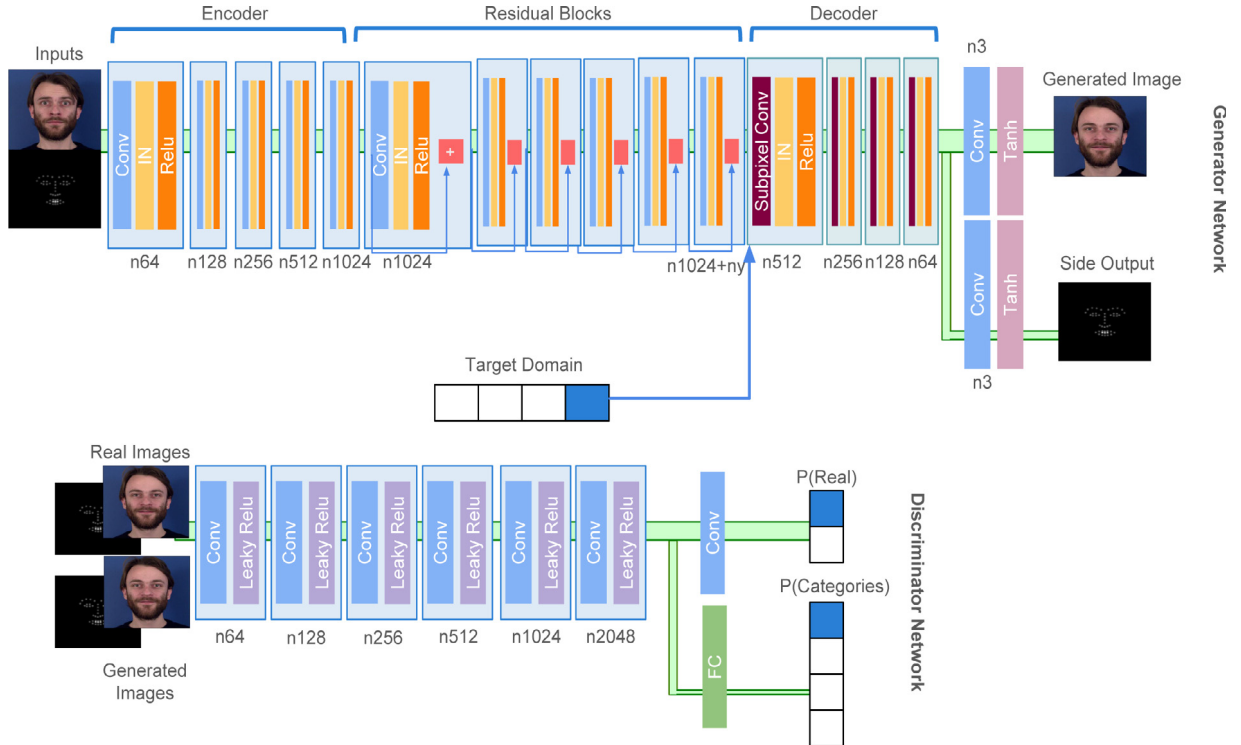 Encoder
Residual Blocks
Decoder
Inputs
n3
Generated Image
Conv
IN
Relu
Conv
IN
Relu
+
Subpixel Conv
IN
Relu
Conv
Tanh
n64
n128
n256
n512
n1024
n1024
n1024+ny
n512
n256
n128
n64
Side Output
Conv
Tanh
n3
Generator Network
Target Domain
Real Images
Conv
Leaky Relu
Conv
Leaky Relu
Conv
Leaky Relu
Conv
Leaky Relu
Conv
Leaky Relu
Conv
Leaky Relu
Conv
P(Real)
n64
n128
n256
n512
n1024
n2048
FC
P(Categories)
Generated
Images
Discriminator Network